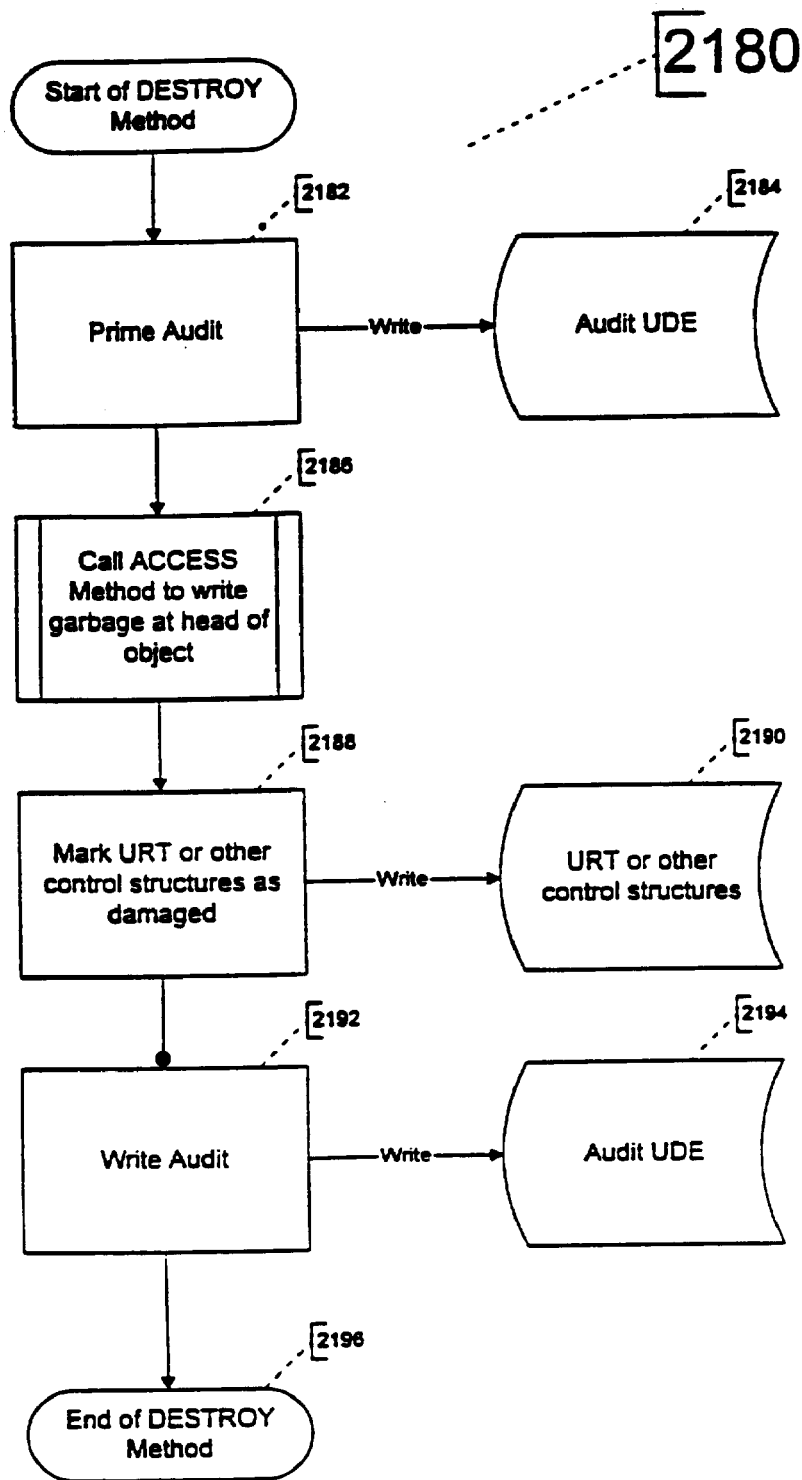 2180
Start of DESTROY
Method
2182
2184
Prime Audit
Write
Audit UDE
2186
Call ACCESS
Method to write
garbage at head of
object
2188
2190
Mark URT or other
control structures as
damaged
Write
URT or other
control structures
2192
2194
Write Audit
Write
Audit UDE
2196
End of DESTROY
Method